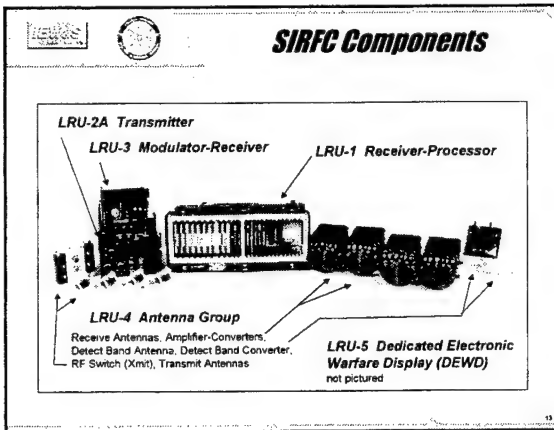 SIRFC Components
LRU-2A Transmitter
LRU-3 Modulator-Receiver
LRU-1 Receiver-Processor
LRU-4 Antenna Group
Receive Antennas, Amplifier-Converters,
Detect Band Antenna, Detect Band Converter,
RF Switch (Xmit), Transmit Antennas
LRU-5 Dedicated Electronic
Warfare Display (DEWD)
not pictured
13